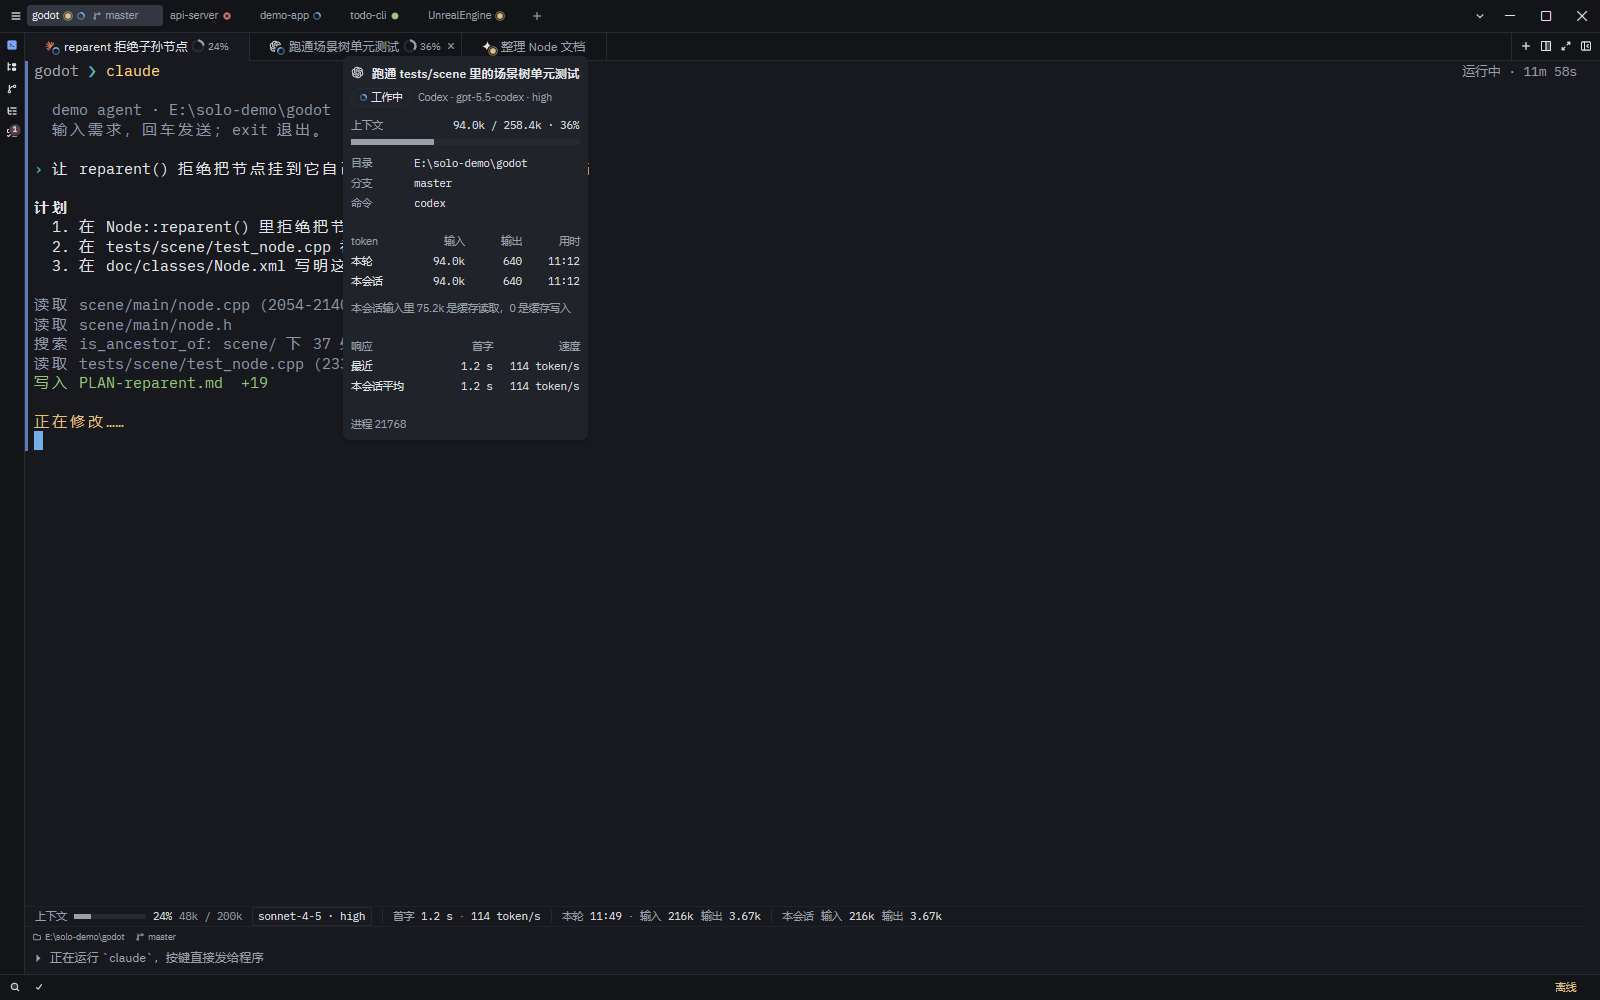 godot master api-server demo-app todo-cli UnrealEngine
reparent 拒绝子孙节点 24% 跑通场景树单元测试 36% 整理 Node 文档
godot ❯ claude
运行中 · 11m 58s
demo agent · E:\solo-demo\godot
输入需求，回车发送；exit 退出。
› 让 reparent() 拒绝把节点挂到它自
计划
1. 在 Node::reparent() 里拒绝把节
2. 在 tests/scene/test_node.cpp
3. 在 doc/classes/Node.xml 写明这
读取 scene/main/node.cpp (2054-2140
读取 scene/main/node.h
搜索 is_ancestor_of: scene/ 下 37
读取 tests/scene/test_node.cpp (233
写入 PLAN-reparent.md +19
正在修改……
跑通 tests/scene 里的场景树单元测试
工作中 Codex · gpt-5.5-codex · high
上下文 94.0k / 258.4k · 36%
目录 E:\solo-demo\godot
分支 master
命令 codex
token 输入 输出 用时
本轮 94.0k 640 11:12
本会话 94.0k 640 11:12
本会话输入里 75.2k 是缓存读取，0 是缓存写入
响应 首字 速度
最近 1.2 s 114 token/s
本会话平均 1.2 s 114 token/s
进程 21768
上下文 24% 48k / 200k sonnet-4-5 · high 首字 1.2 s · 114 token/s 本轮 11:49 · 输入 216k 输出 3.67k 本会话 输入 216k 输出 3.67k
E:\solo-demo\godot master
正在运行 `claude`，按键直接发给程序
离线